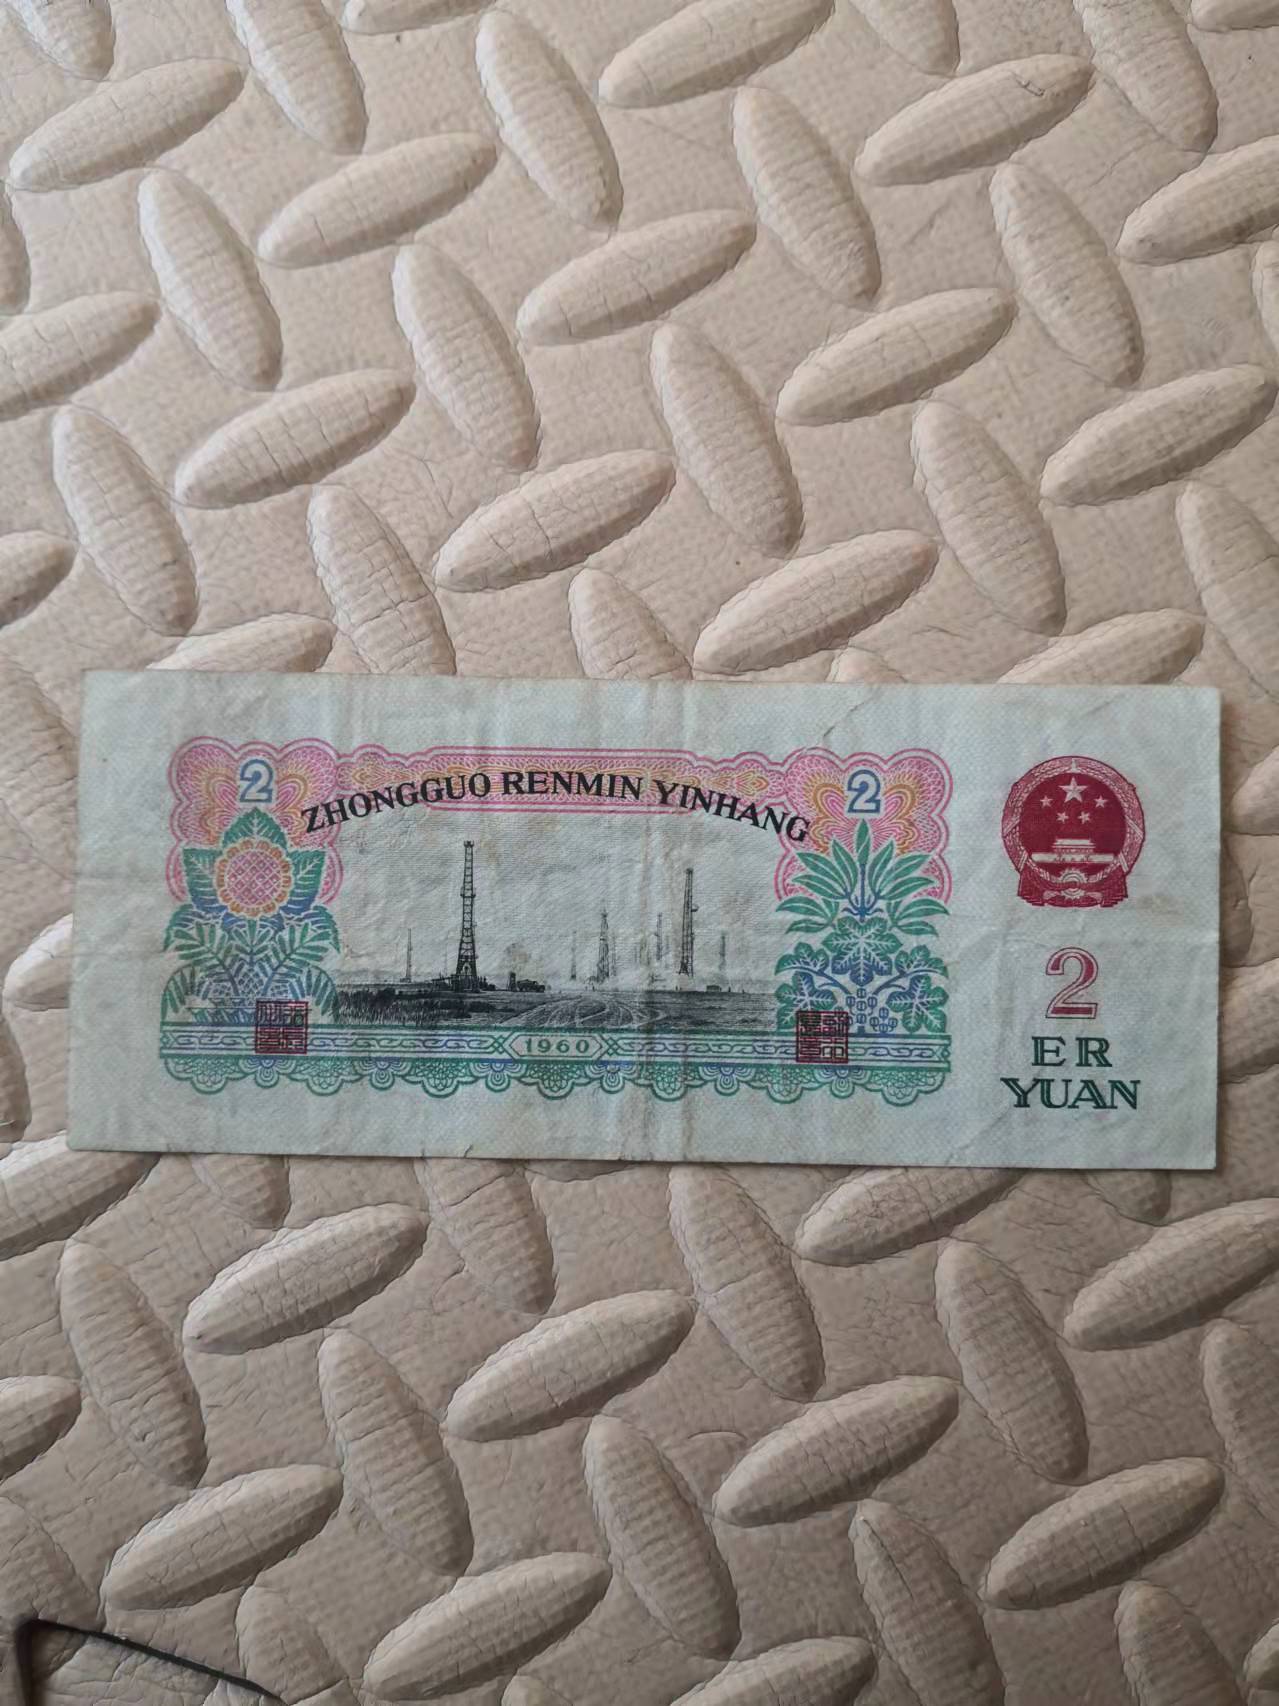 2
2
ZHONGGUO RENMIN YINHANG
2
ER
YUAN
1960